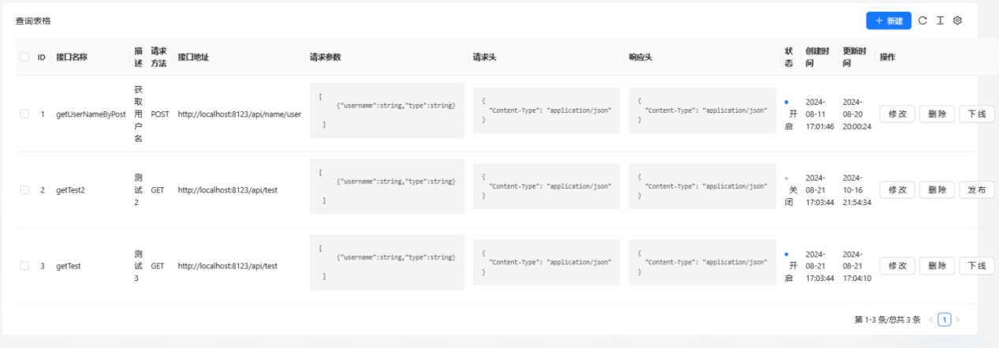 查询表格
+ 新建
ID 接口名称 描述 请求方法 接口地址 请求参数 请求头 响应头 状态 创建时间 更新时间 操作
1 getUserNameByPost 获取用户名 POST http://localhost:8123/api/name/user
[
{"username":string,"type":string}
]
{
"Content-Type": "application/json"
}
{
"Content-Type": "application/json"
}
开启
2024-08-11 17:01:46
2024-08-20 20:00:24
修改 删除 下线
2 getTest2 测试2 GET http://localhost:8123/api/test
[
{"username":string,"type":string}
]
{
"Content-Type": "application/json"
}
{
"Content-Type": "application/json"
}
关闭
2024-08-21 17:03:44
2024-10-16 21:54:34
修改 删除 发布
3 getTest 测试3 GET http://localhost:8123/api/test
[
{"username":string,"type":string}
]
{
"Content-Type": "application/json"
}
{
"Content-Type": "application/json"
}
开启
2024-08-21 17:03:44
2024-08-21 17:04:10
修改 删除 下线
第 1-3 条/总共 3 条 < 1 >